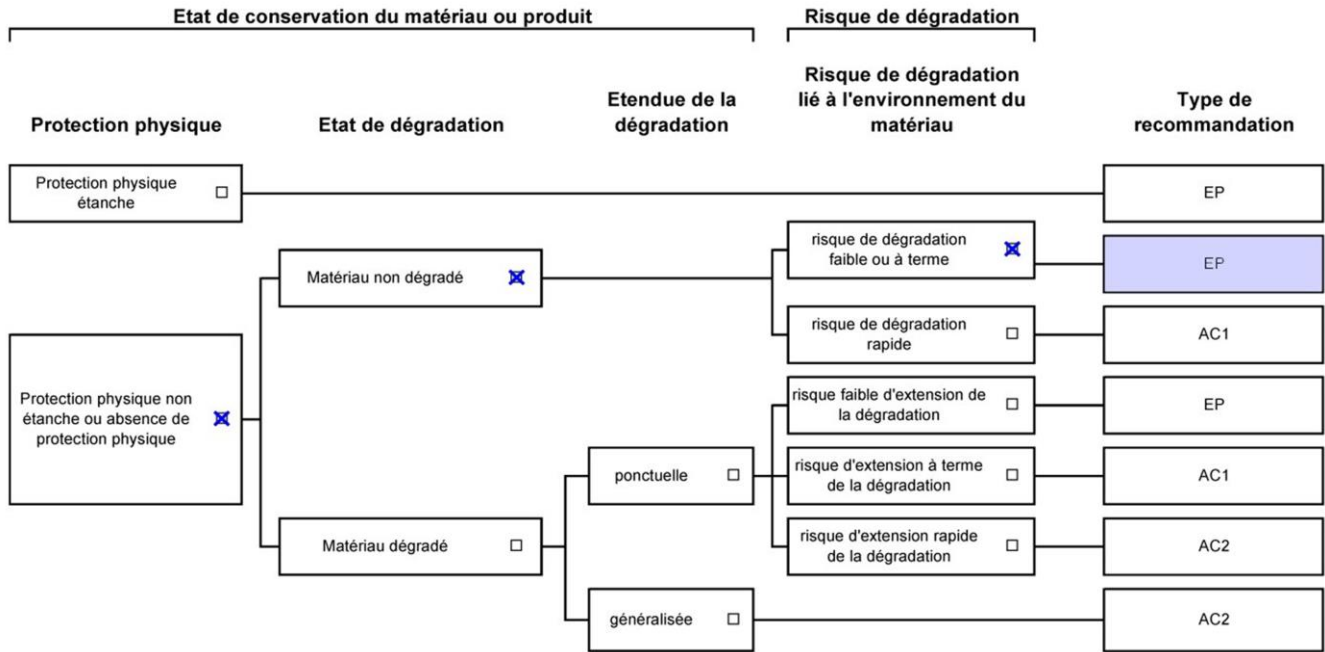 Etat de conservation du matériau ou produit
Risque de dégradation
Protection physique
Etat de dégradation
Etendue de la
dégradation
Risque de dégradation
lié à l'environnement du
matériau
Type de
recommandation
Protection physique
étanche
EP
risque de dégradation
faible ou à terme
EP
Matériau non dégradé
risque de dégradation
rapide
AC1
Protection physique non
étanche ou absence de
protection physique
risque faible d'extension de
la dégradation
EP
ponctuelle
risque d'extension à terme
de la dégradation
AC1
Matériau dégradé
risque d'extension rapide
de la dégradation
AC2
généralisée
AC2